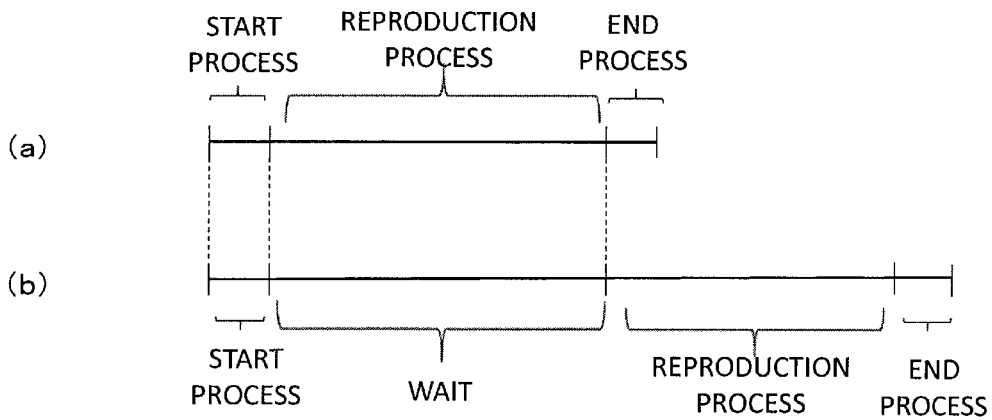 START
PROCESS
REPRODUCTION
PROCESS
END
PROCESS
(a)
(b)
START
PROCESS
WAIT
REPRODUCTION
PROCESS
END
PROCESS